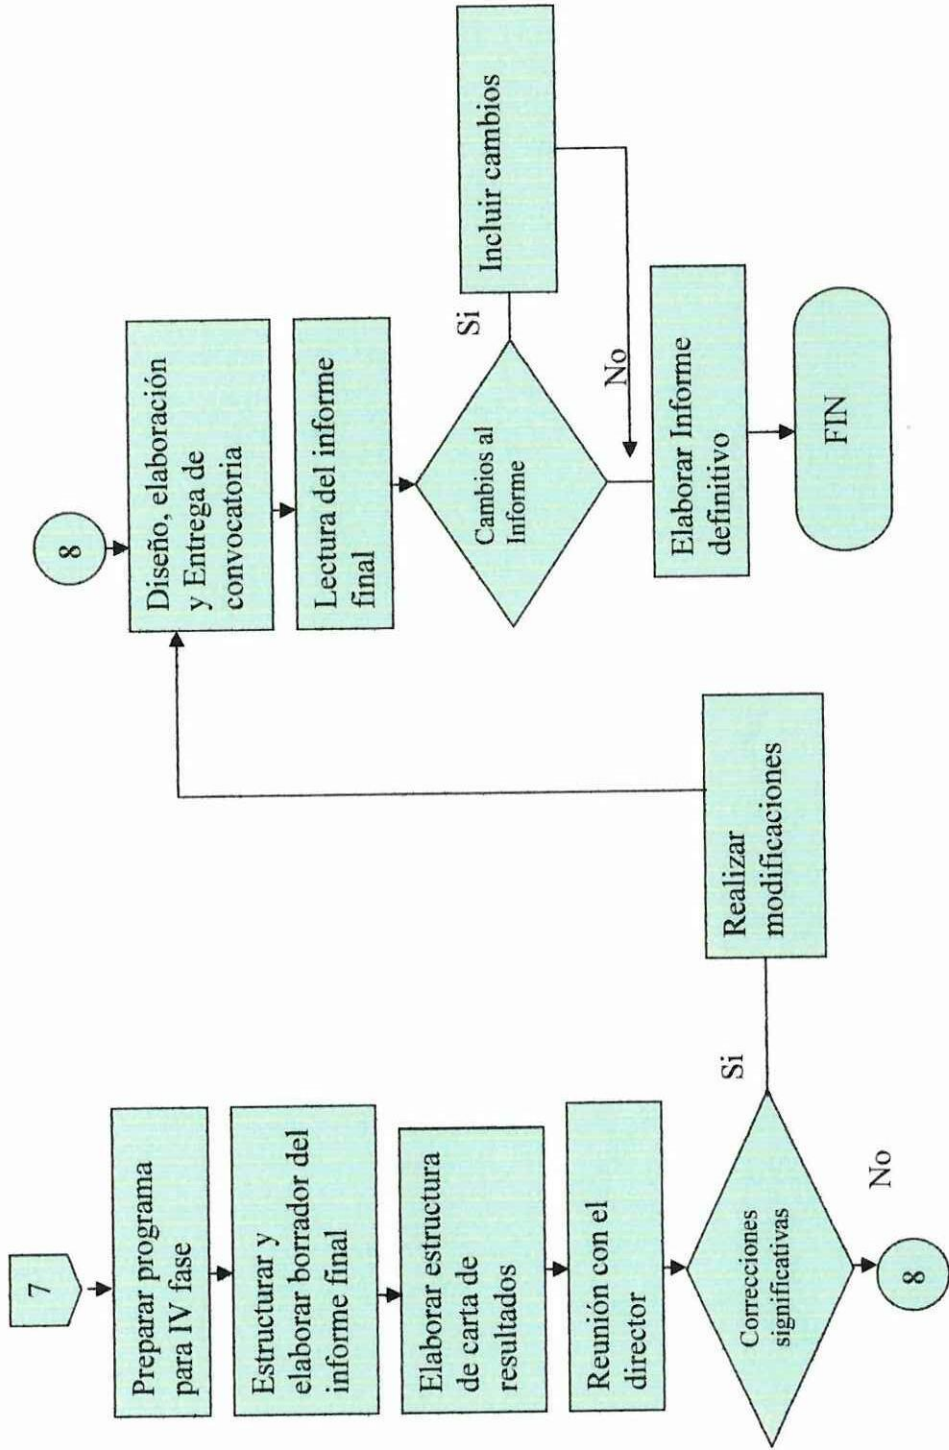 7
Preparar programa
para IV fase
Estructurar y
elaborar borrador del
informe final
Elaborar estructura
de carta de
resultados
Reunión con el
director
Correcciones
significativas
Si
No
8
Realizar
modificaciones
8
Diseño, elaboración
y Entrega de
convocatoria
Lectura del informe
final
Cambios al
Informe
Si
No
Incluir cambios
Elaborar Informe
definitivo
FIN